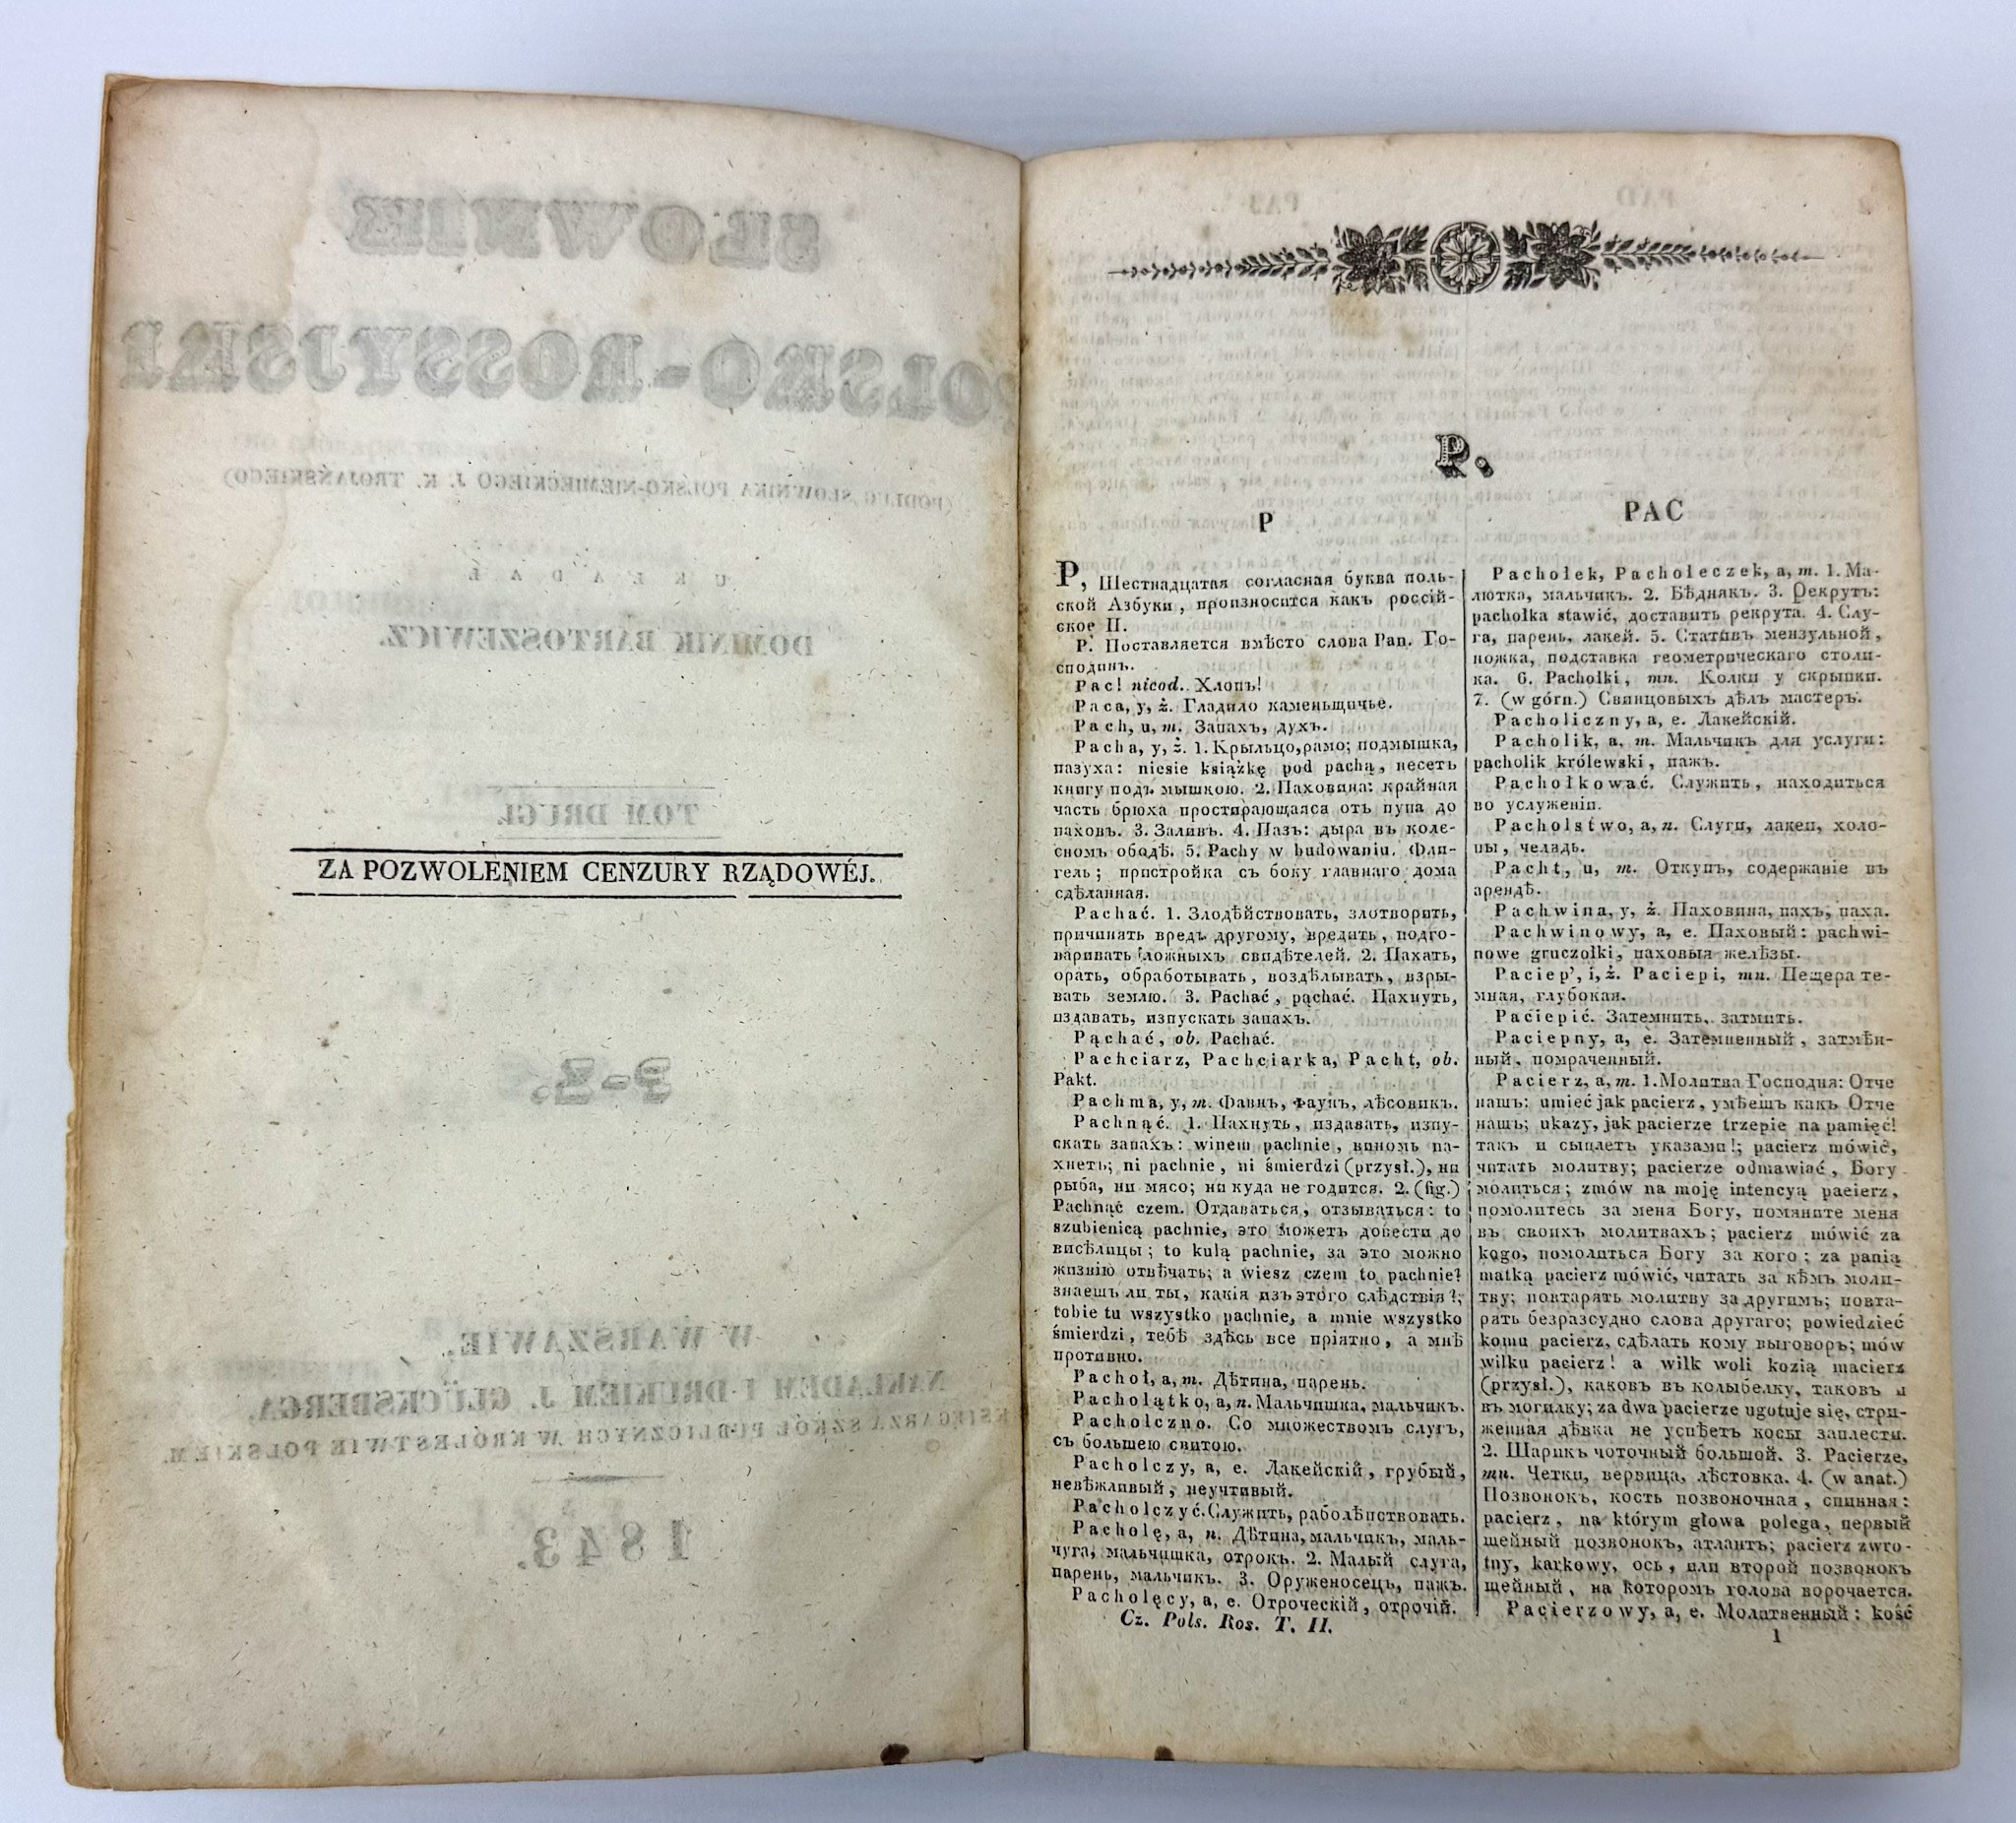 SŁOWNIK
POLSKO-ROSSYJSKI
(PODŁUG SŁOWNIKA POLSKO-NIEMIECKIEGO J. K. TROJAŃSKIEGO)
UKŁADAŁ
DOMINIK BARTOSZEWICZ.
TOM DRUGI.
ZA POZWOLENIEM CENZURY RZĄDOWÉJ.
P-Z.
W WARSZAWIE,
NAKŁADEM I DRUKIEM J. GLÜCKSBERGA,
KSIĘGARZA SZKÓŁ PUBLICZNYCH W KRÓLESTWIE POLSKIEM.
1843.
P.
P
P, Шестнадцатая согласная буква поль-
ской Азбуки, произносится какъ россій-
ское П.
P. Поставляется вмѣсто слова Pan. Го-
сподинъ.
Pac! nicod. Хлопъ!
Paca, y, ż. Гладило каменьщичье.
Pach, u, m. Запахъ, духъ.
Pacha, y, ż. 1. Крыльцо, рамо; подмышка,
пазуха: niesie książkę pod pachą, несетъ
книгу подъ мышкою. 2. Паховина: крайная
часть брюха простирающаяся отъ пупа до
паховъ. 3. Заливъ. 4. Пазъ: дыра въ коле-
сномъ ободѣ. 5. Pachy w budowaniu. Фли-
гель; пристройка съ боку главнаго дома
сдѣланная.
Pachać. 1. Злодѣйствовать, злотворить,
причинять вредъ другому, вредить, подго-
варивать ложныхъ свидѣтелей. 2. Пахать,
орать, обработывать, воздѣлывать, взры-
вать землю. 3. Pachać, pąchać. Пахнуть,
издавать, изпускать запахъ.
Pąchać, ob. Pachać.
Pachciarz, Pachciarka, Pacht, ob.
Pakt.
Pachma, y, m. Фавнъ, Фаунъ, лѣсовикъ.
Pachnąć. 1. Пахнуть, издавать, изпу-
скать запахъ: winem pachnie, виномъ па-
хнетъ; ni pachnie, ni śmierdzi (przysł.), ни
рыба, ни мясо; ни куда не годится. 2. (fig.)
Pachnąć czem. Отдаваться, отзываться: to
szubienicą pachnie, это можетъ довести до
висѣлицы; to kulą pachnie, за это можно
жизнію отвѣчать; a wiesz czem to pachnie?
знаешь ли ты, какія изъ этого слѣдствія?;
tobie tu wszystko pachnie, a mnie wszystko
śmierdzi, тебѣ здѣсь все пріятно, а мнѣ
противно.
Pachoł, a, m. Дѣтина, парень.
Pachołątko, a, n. Мальчишка, мальчикъ.
Pacholczno. Со множествомъ слугъ,
съ большею свитою.
Pacholczy, a, e. Лакейскій, грубый,
невѣжливый, неучтивый.
Pacholczyć. Служить, раболѣпствовать.
Pacholę, a, n. Дѣтина, мальчикъ, маль-
чуга, мальчишка, отрокъ. 2. Малый слуга,
парень, мальчикъ. 3. Оруженосецъ, пажъ.
Pacholęcy, a, e. Отроческій, отрочій.
Cz. Pols. Ros. T. II.
PAC
Pachołek, Pachołeczek, a, m. 1. Ма-
лютка, мальчикъ. 2. Бѣднякъ. 3. Рекрутъ:
pachołka stawić, доставить рекрута. 4. Слу-
га, парень, лакей. 5. Стативъ мензульной,
ножка, подставка геометрическаго столи-
ка. 6. Pachołki, mn. Колки у скрыпки.
7. (w górn.) Свинцовыхъ дѣлъ мастеръ.
Pacholiczny, a, e. Лакейскій.
Pacholik, a, m. Мальчикъ для услуги:
pacholik królewski, пажъ.
Pachołkować. Служить, находиться
во услуженіи.
Pacholstwo, a, n. Слуги, лакеи, холо-
пы, челядь.
Pacht, u, m. Откупъ, содержаніе въ
арендѣ.
Pachwina, y, ż. Паховина, пахъ, паха.
Pachwinowy, a, e. Паховый: pachwi-
nowe gruczołki, паховыя желѣзы.
Paciep', i, ż. Paciepi, mn. Пещера те-
мная, глубокая.
Paciepić. Затемнить, затмить.
Paciepny, a, e. Затемненный, затмѣн-
ный, помраченный.
Pacierz, a, m. 1. Молитва Господня: Отче
нашъ: umieć jak pacierz, умѣешь какъ Отче
нашъ; ukazy, jak pacierze trzepie na pamięć!
такъ и сыплетъ указами!; pacierz mówić,
читать молитву; pacierze odmawiać, Богу
молиться; zmów na moję intencyą pacierz,
помолитесь за меня Богу, помяните меня
въ своихъ молитвахъ; pacierz mówić za
kogo, помолиться Богу за кого; za panią
matką pacierz mówić, читать за кѣмъ моли-
тву; повтарять молитву за другимъ; повта-
рять безразсудно слова другаго; powiedzieć
komu pacierz, сдѣлать кому выговоръ; mów
wilku pacierz! a wilk woli kozią macierz
(przysł.), каковъ въ колыбелку, таковъ и
въ могилку; za dwa pacierze ugotuje się, стри-
женная дѣвка не успѣетъ косы заплести.
2. Шарикъ чоточный большой. 3. Pacierze,
mn. Четки, вервица, лѣстовка. 4. (w anat.)
Позвонокъ, кость позвоночная, спинная:
pacierz, na którym głowa polega, первый
шейный позвонокъ, атлантъ; pacierz zwro-
tny, karkowy, ось, или второй позвонокъ
шейный, на которомъ голова ворочается.
Pacierzowy, a, e. Молитвенный: kość
1